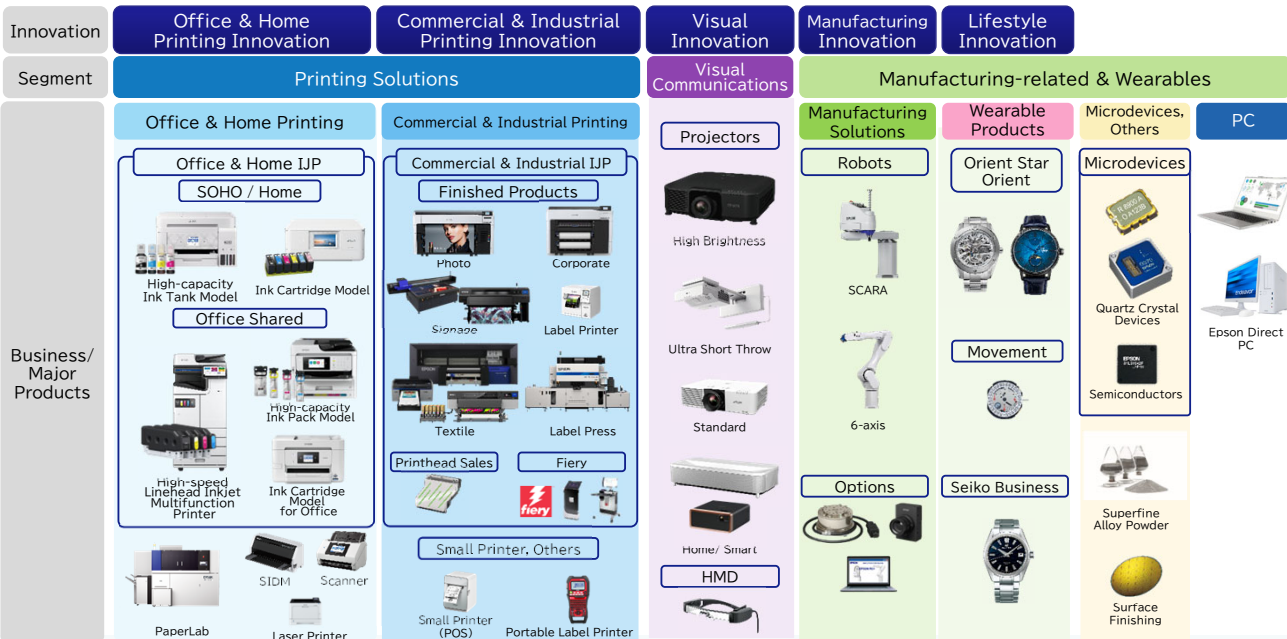 Innovation
Office & Home
Printing Innovation
Commercial & Industrial
Printing Innovation
Visual
Innovation
Manufacturing
Innovation
Lifestyle
Innovation
Segment
Printing Solutions
Visual
Communications
Manufacturing-related & Wearables
Business/
Major
Products
Office & Home Printing
Office & Home IJP
SOHO / Home
High-capacity
Ink Tank Model
Ink Cartridge Model
Office Shared
High-capacity
Ink Pack Model
High-speed
Linehead Inkjet
Multifunction
Printer
Ink Cartridge
Model
for Office
PaperLab
SIDM
Scanner
Laser Printer
Commercial & Industrial Printing
Commercial & Industrial IJP
Finished Products
Photo
Corporate
Signage
Label Printer
Textile
Label Press
Printhead Sales
Fiery
fiery
Small Printer, Others
Small Printer
(POS)
Portable Label Printer
Projectors
High Brightness
Ultra Short Throw
Standard
Home/ Smart
HMD
Manufacturing
Solutions
Robots
SCARA
6-axis
Options
Wearable
Products
Orient Star
Orient
Movement
Seiko Business
Microdevices,
Others
Microdevices
Quartz Crystal
Devices
EPSON
Semiconductors
Superfine
Alloy Powder
Surface
Finishing
PC
Epson Direct
PC